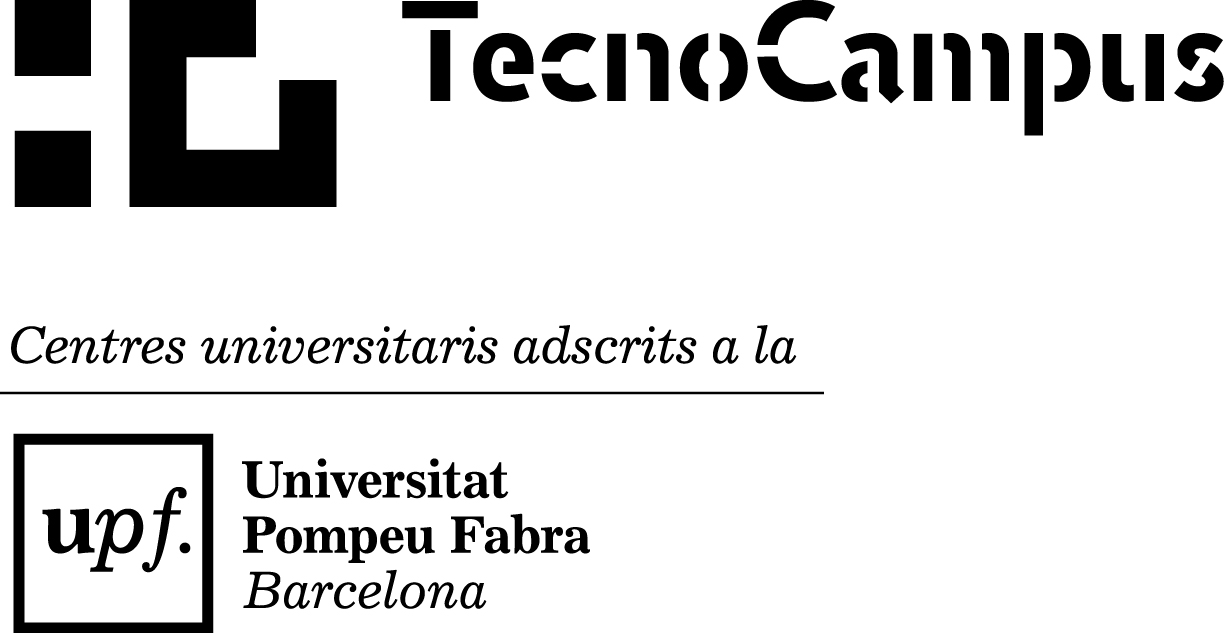 TecnoCampus
Centres universitaris adscrits a la
upf.
Universitat
Pompeu Fabra
Barcelona